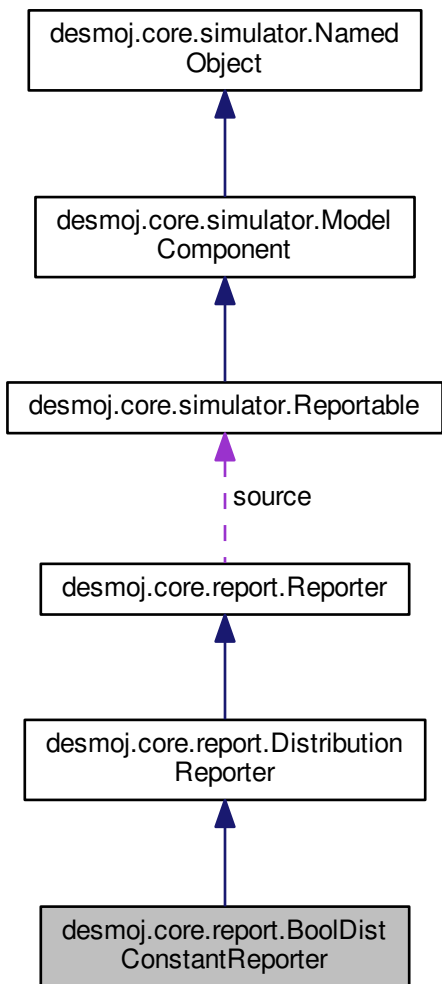 desmoj.core.simulator.Named
Object
desmoj.core.simulator.Model
Component
desmoj.core.simulator.Reportable
source
desmoj.core.report.Reporter
desmoj.core.report.Distribution
Reporter
desmoj.core.report.BoolDist
ConstantReporter